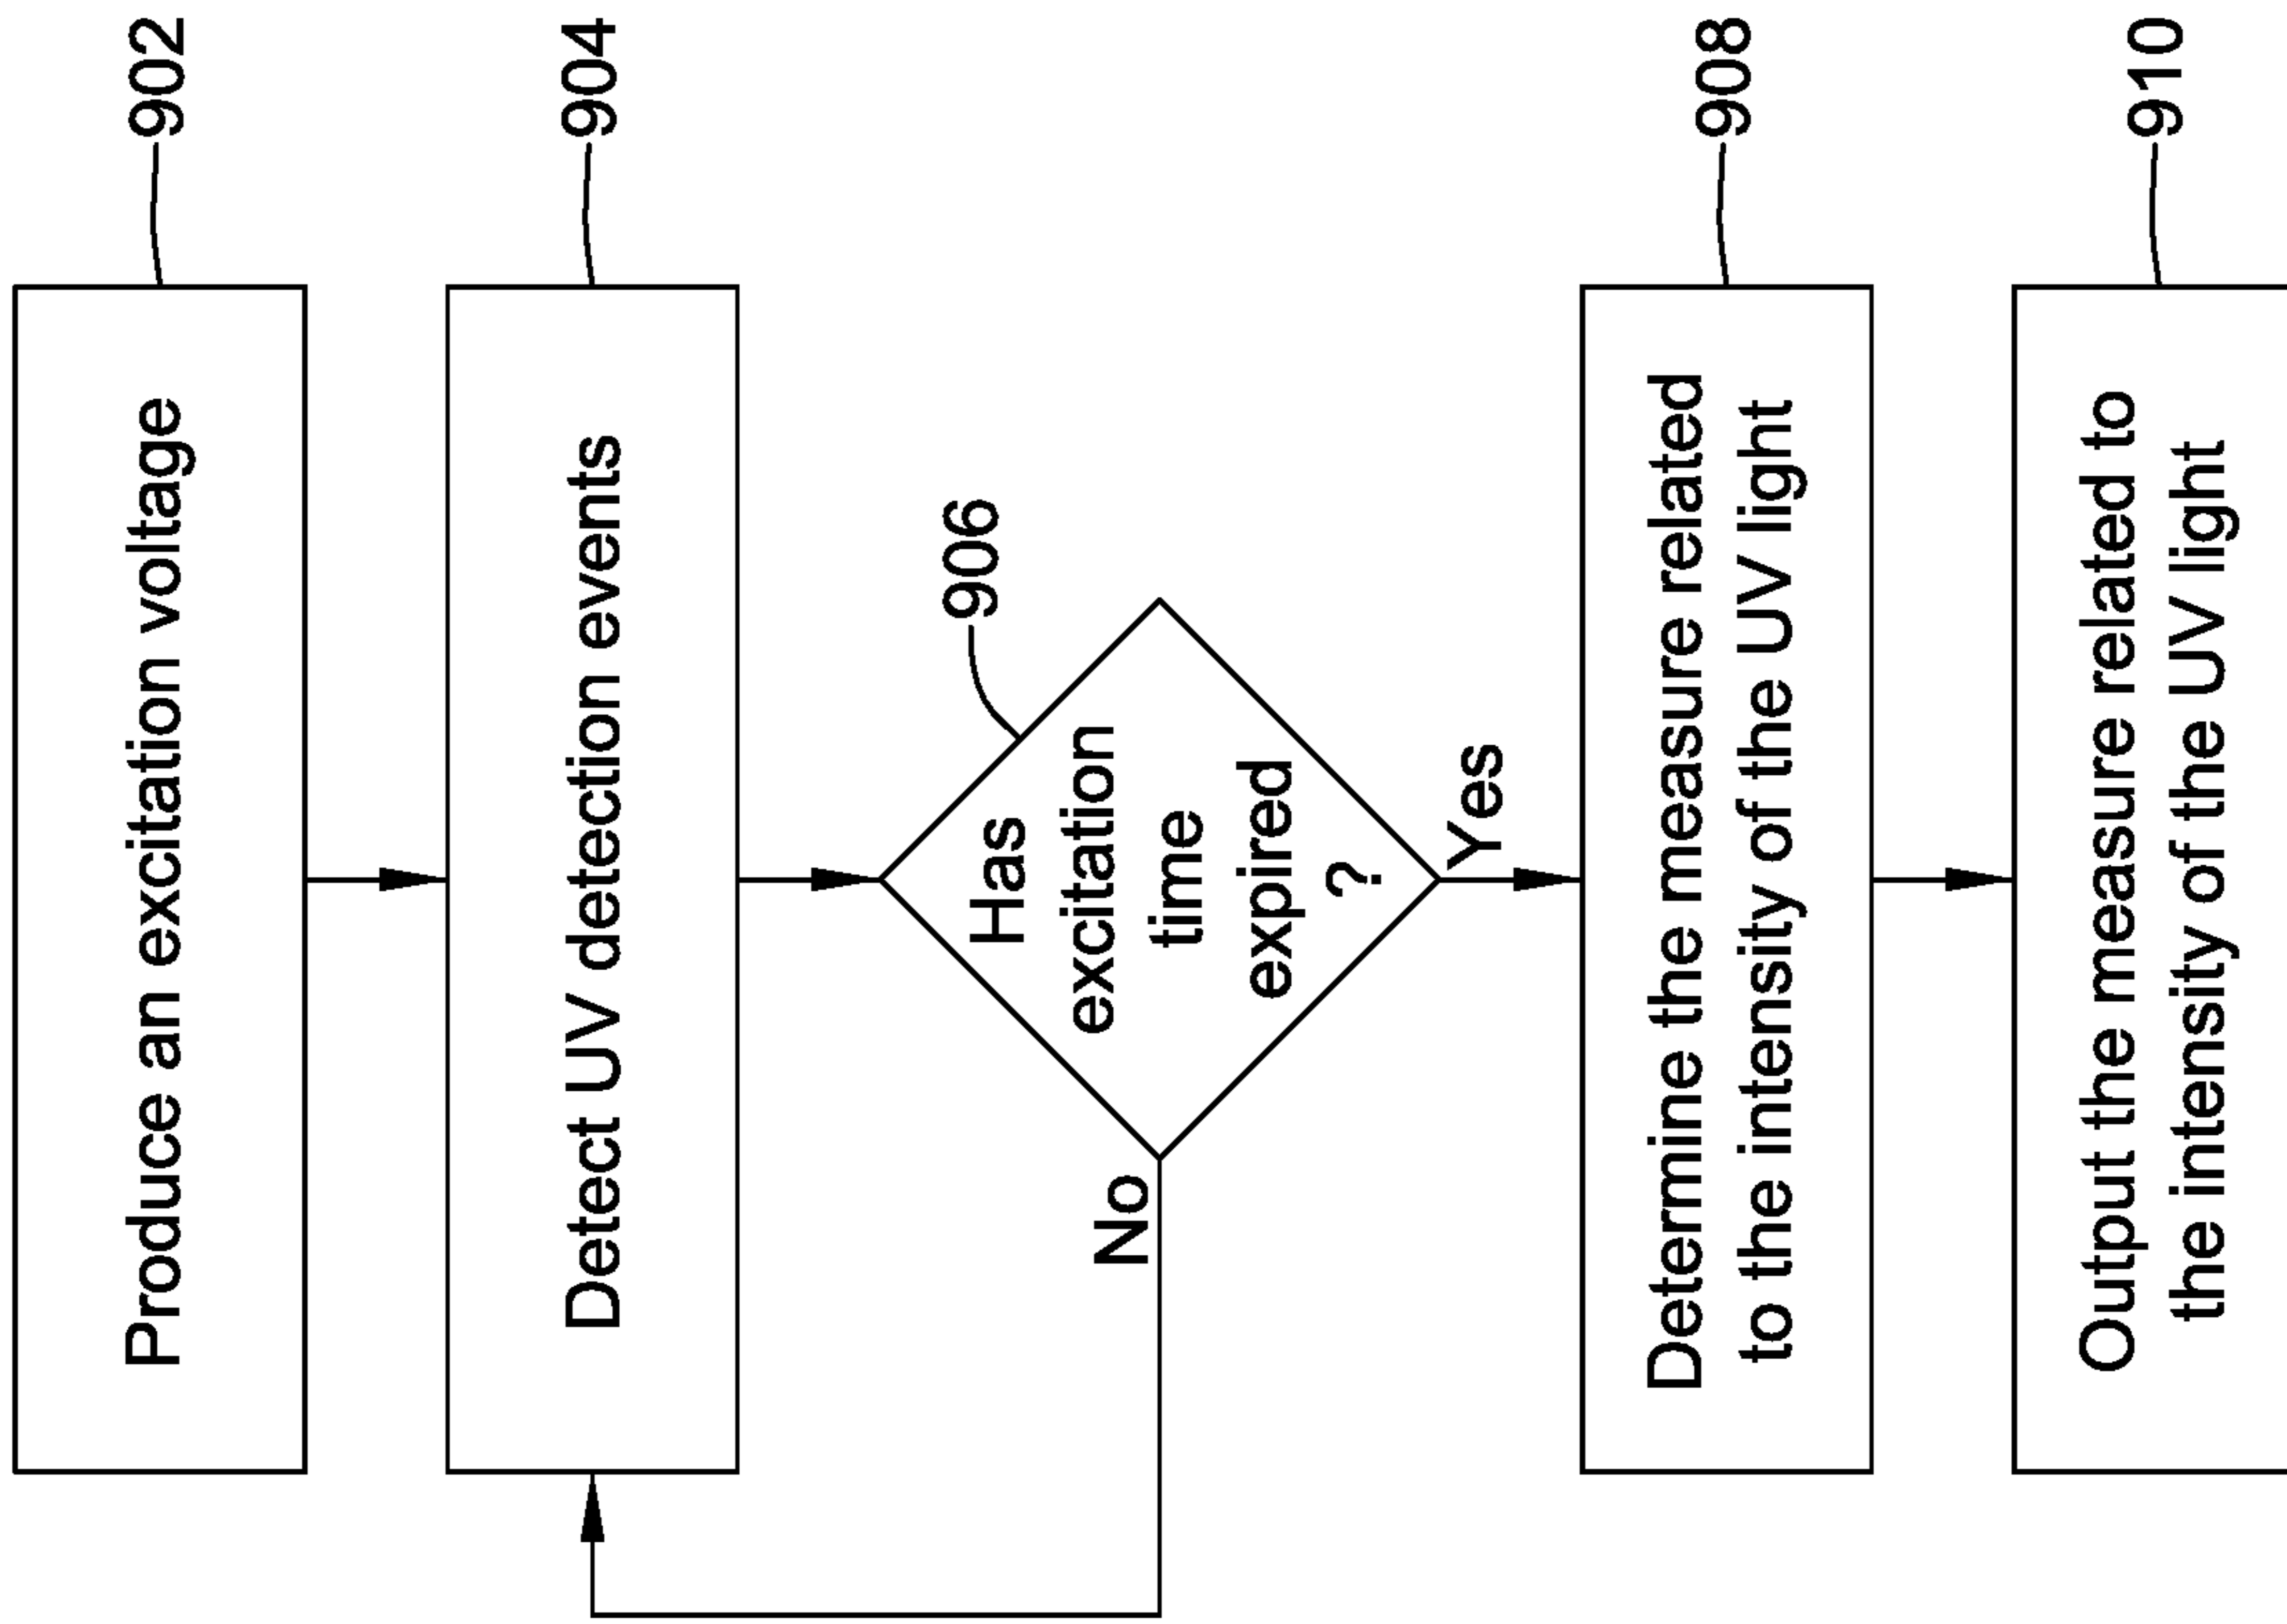 Produce an excitation voltage
902
Detect UV detection events
904
906
Has
excitation
time
expired
?
No
Yes
Determine the measure related
to the intensity of the UV light
908
Output the measure related to
the intensity of the UV light
910